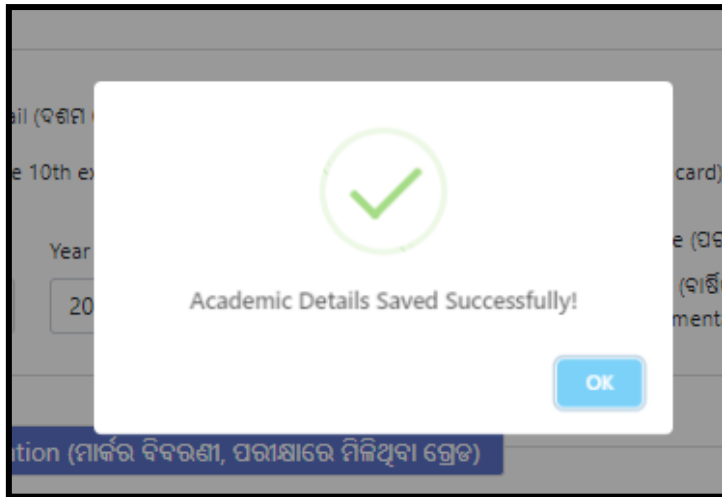 ail (ଦଶମ
e 10th ex
card)
Year
e (ପର
20
(ବାର୍ଷିକ
ment
Academic Details Saved Successfully!
OK
tion (ମାର୍କର ବିବରଣୀ, ପରୀକ୍ଷାରେ ମିଳିଥିବା ଗ୍ରେଡ)